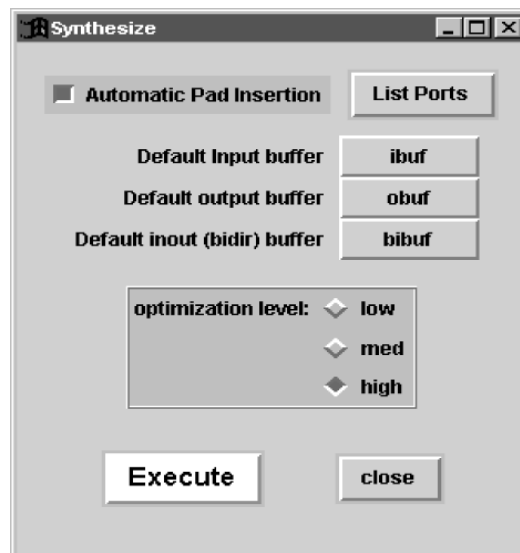 Synthesize
Automatic Pad Insertion List Ports
Default Input buffer ibuf
Default output buffer obuf
Default inout (bidir) buffer bibuf
optimization level: low
med
high
Execute close